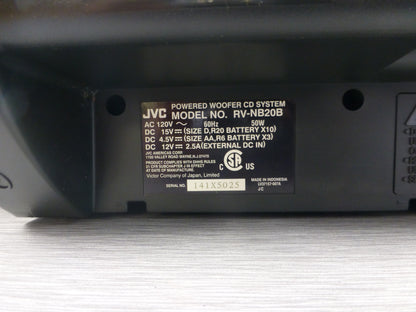 POWERED WOOFER CD SYSTEM
JVC MODEL NO. RV-NB20B
AC 120V ~ 60Hz 50W
DC 15V ⎓ (SIZE D,R20 BATTERY X10)
DC 4.5V ⎓ (SIZE AA,R6 BATTERY X3)
DC 12V ⎓ 2.5A(EXTERNAL DC IN)
JVC AMERICAS CORP.
1700 VALLEY ROAD WAYNE,N.J.07470
PRODUCT COMPLIES WITH DHHS RULES
21 CFR SUBCHAPTER J IN EFFECT
AT DATE OF MANUFACTURE.
Victor Company of Japan, Limited
C US
SERIAL NO. 141X5025
MADE IN INDONESIA
J/C